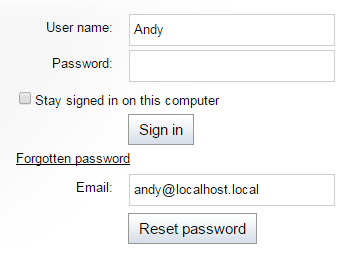 User name: Andy
Password:
Stay signed in on this computer
Sign in
Forgotten password
Email: andy@localhost.local
Reset password